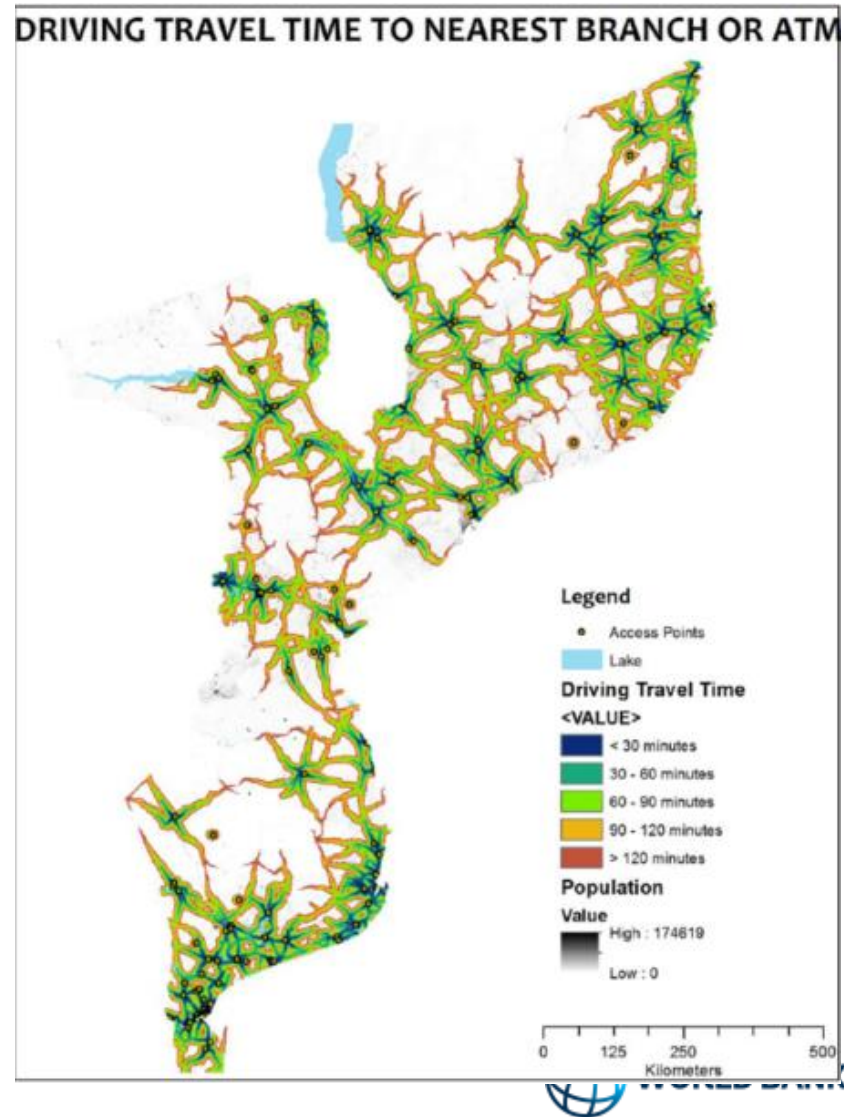 DRIVING TRAVEL TIME TO NEAREST BRANCH OR ATM
Legend
Access Points
Lake
Driving Travel Time
<VALUE>
< 30 minutes
30 - 60 minutes
60 - 90 minutes
90 - 120 minutes
> 120 minutes
Population
Value
High : 174619
Low : 0
0 125 250 500
Kilometers
WORLD BANK